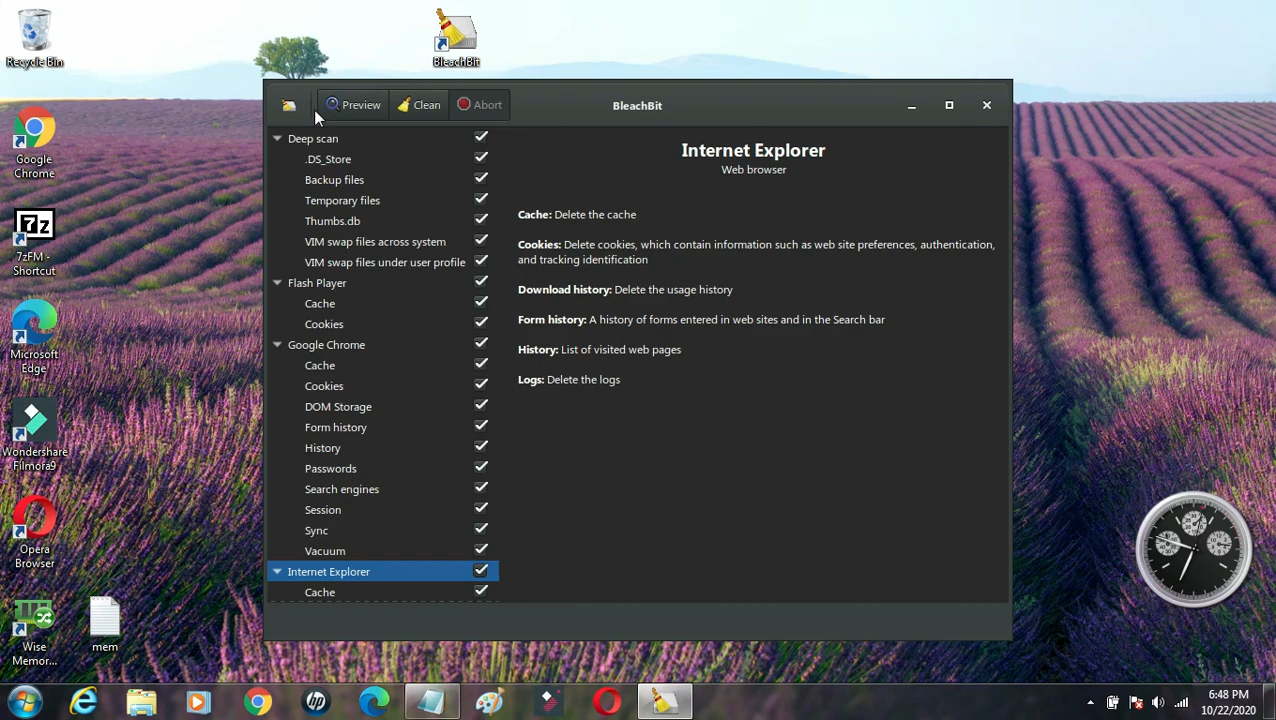 Recycle Bin
BleachBit
Google
Chrome
7z
7zFM -
Shortcut
Microsoft
Edge
Wondershare
Filmora9
Opera
Browser
Wise
Memor...
mem
Preview
Clean
Abort
BleachBit
Deep scan
.DS_Store
Backup files
Temporary files
Thumbs.db
VIM swap files across system
VIM swap files under user profile
Flash Player
Cache
Cookies
Google Chrome
Cache
Cookies
DOM Storage
Form history
History
Passwords
Search engines
Session
Sync
Vacuum
Internet Explorer
Cache
Internet Explorer
Web browser
Cache: Delete the cache
Cookies: Delete cookies, which contain information such as web site preferences, authentication,
and tracking identification
Download history: Delete the usage history
Form history: A history of forms entered in web sites and in the Search bar
History: List of visited web pages
Logs: Delete the logs
hp
6:48 PM
10/22/2020